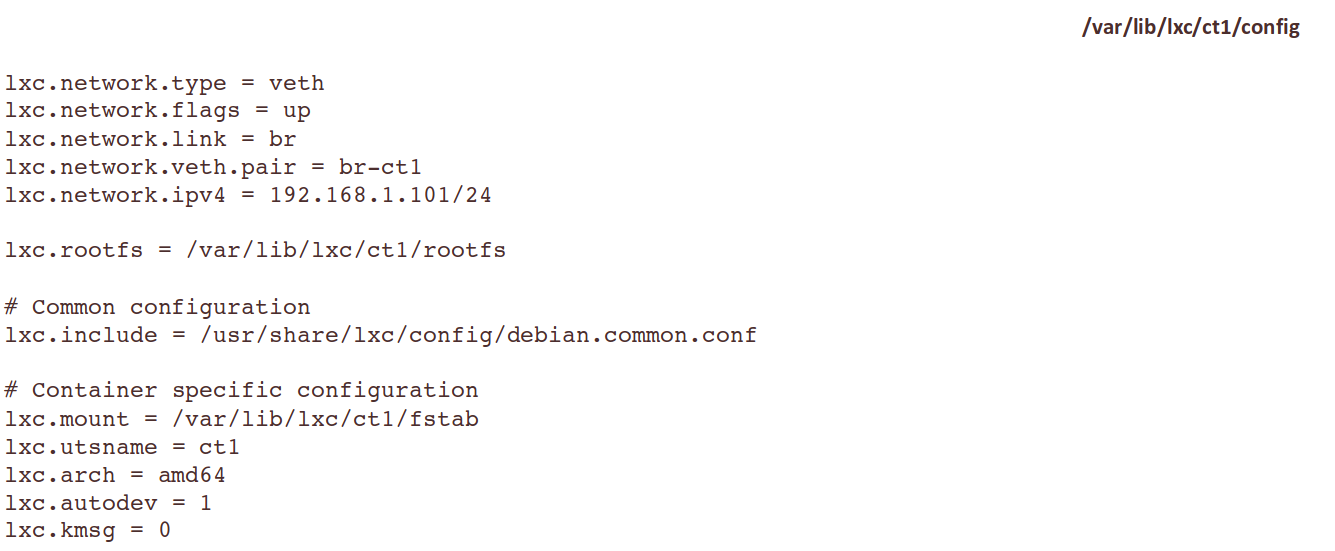 /var/lib/lxc/ct1/config
lxc.network.type = veth
lxc.network.flags = up
lxc.network.link = br
lxc.network.veth.pair = br-ct1
lxc.network.ipv4 = 192.168.1.101/24
lxc.rootfs = /var/lib/lxc/ct1/rootfs
# Common configuration
lxc.include = /usr/share/lxc/config/debian.common.conf
# Container specific configuration
lxc.mount = /var/lib/lxc/ct1/fstab
lxc.utsname = ct1
lxc.arch = amd64
lxc.autodev = 1
lxc.kmsg = 0